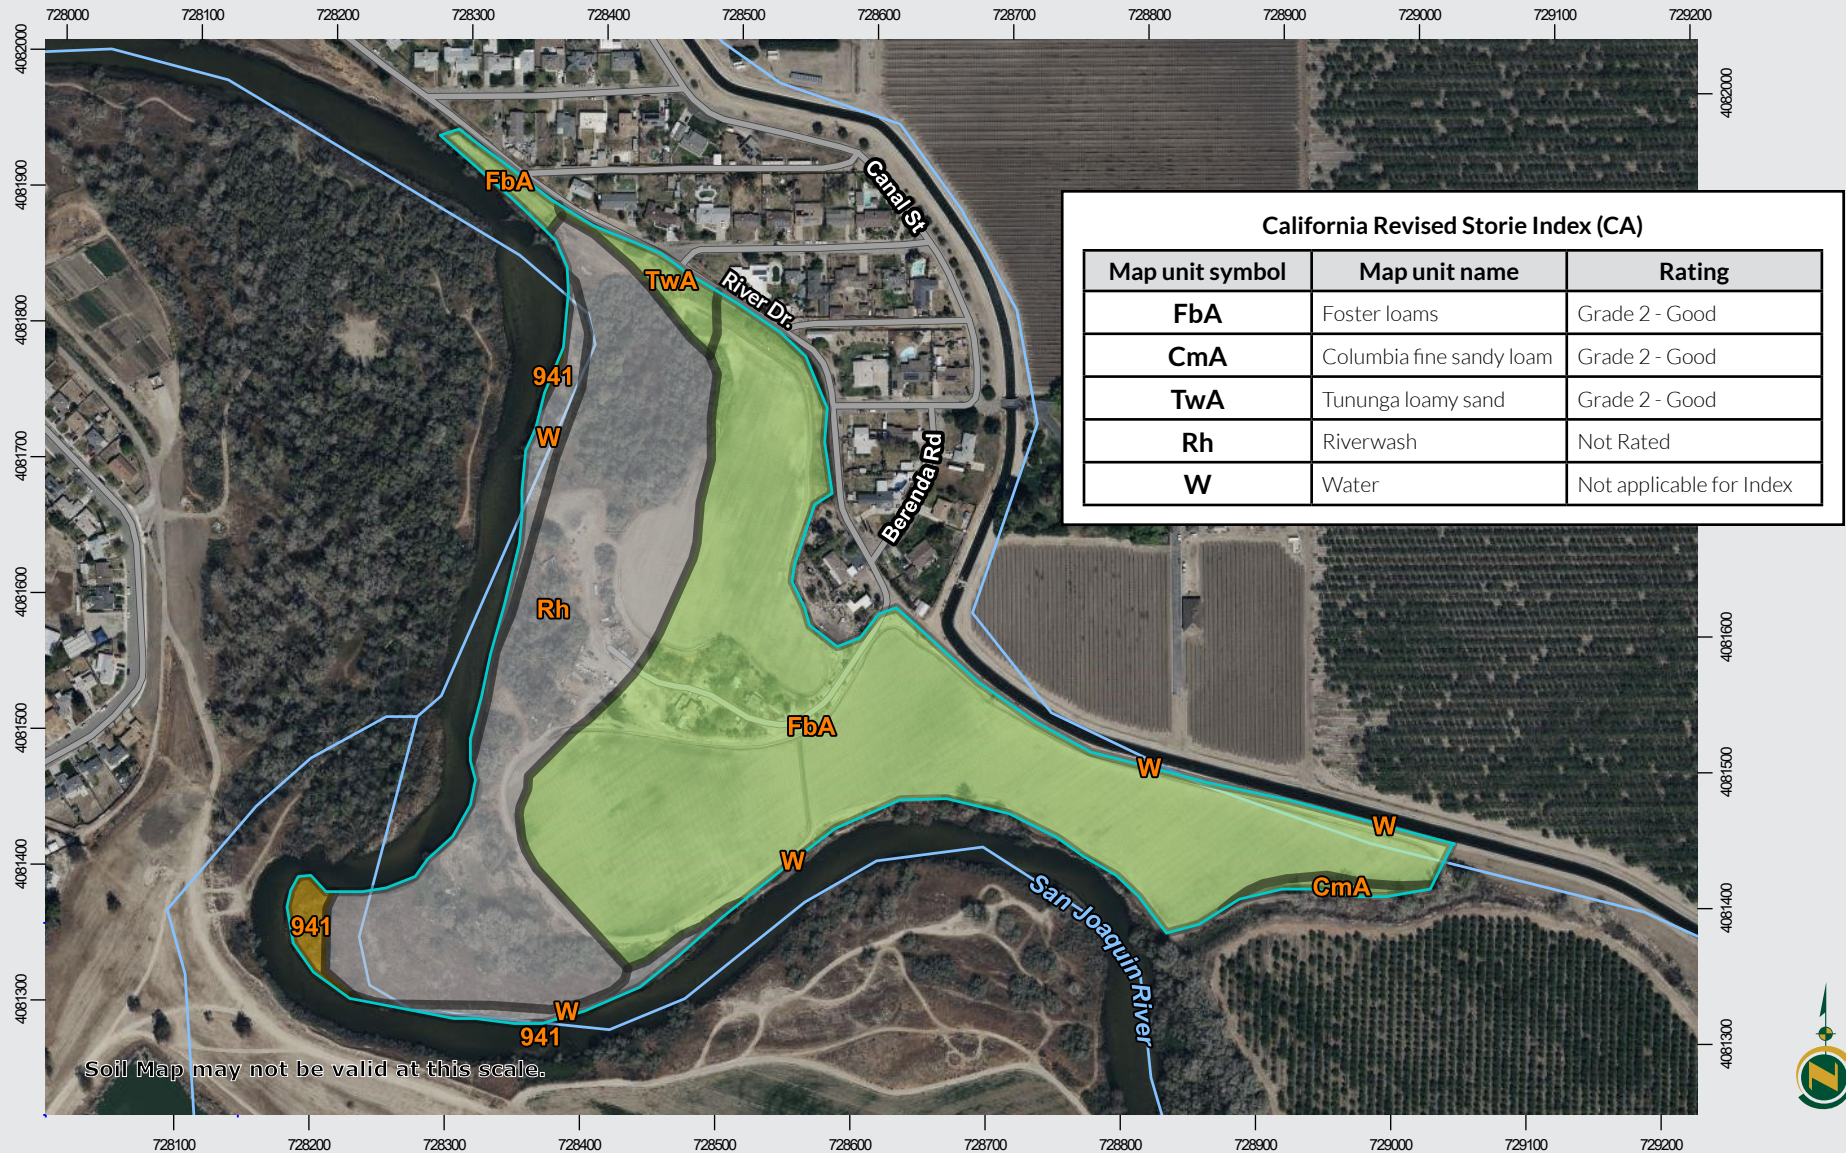 728000 728100 728200 728300 728400 728500 728600 728700 728800 728900 729000 729100 729200
4082000
4081900
4081800
4081700
4081600
4081500
4081400
4081300
4082000
4081600
4081500
4081400
4081300
FbA
Canal St
TwA
River Dr.
941
W
Berenda Rd
Rh
FbA
W
W
W
CmA
941
San Joaquin River
W
941
Soil Map may not be valid at this scale.
California Revised Storie Index (CA)
Map unit symbol Map unit name Rating
FbA Foster loams Grade 2 - Good
CmA Columbia fine sandy loam Grade 2 - Good
TwA Tununga loamy sand Grade 2 - Good
Rh Riverwash Not Rated
W Water Not applicable for Index
N
728100 728200 728300 728400 728500 728600 728700 728800 728900 729000 729100 729200